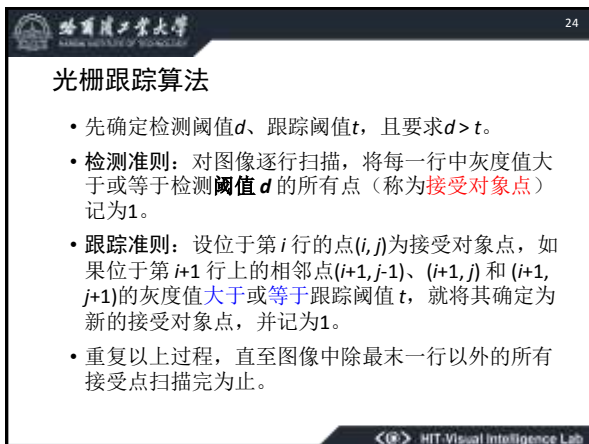 哈爾濱工業大學
HARBIN INSTITUTE OF TECHNOLOGY
24
光栅跟踪算法
• 先确定检测阈值d、跟踪阈值t，且要求d > t。
• 检测准则：对图像逐行扫描，将每一行中灰度值大
于或等于检测阈值 d 的所有点（称为接受对象点）
记为1。
• 跟踪准则：设位于第 i 行的点(i, j)为接受对象点，如
果位于第 i+1 行上的相邻点(i+1, j-1)、(i+1, j) 和 (i+1,
j+1)的灰度值大于或等于跟踪阈值 t，就将其确定为
新的接受对象点，并记为1。
• 重复以上过程，直至图像中除最末一行以外的所有
接受点扫描完为止。
HIT-Visual Intelligence Lab